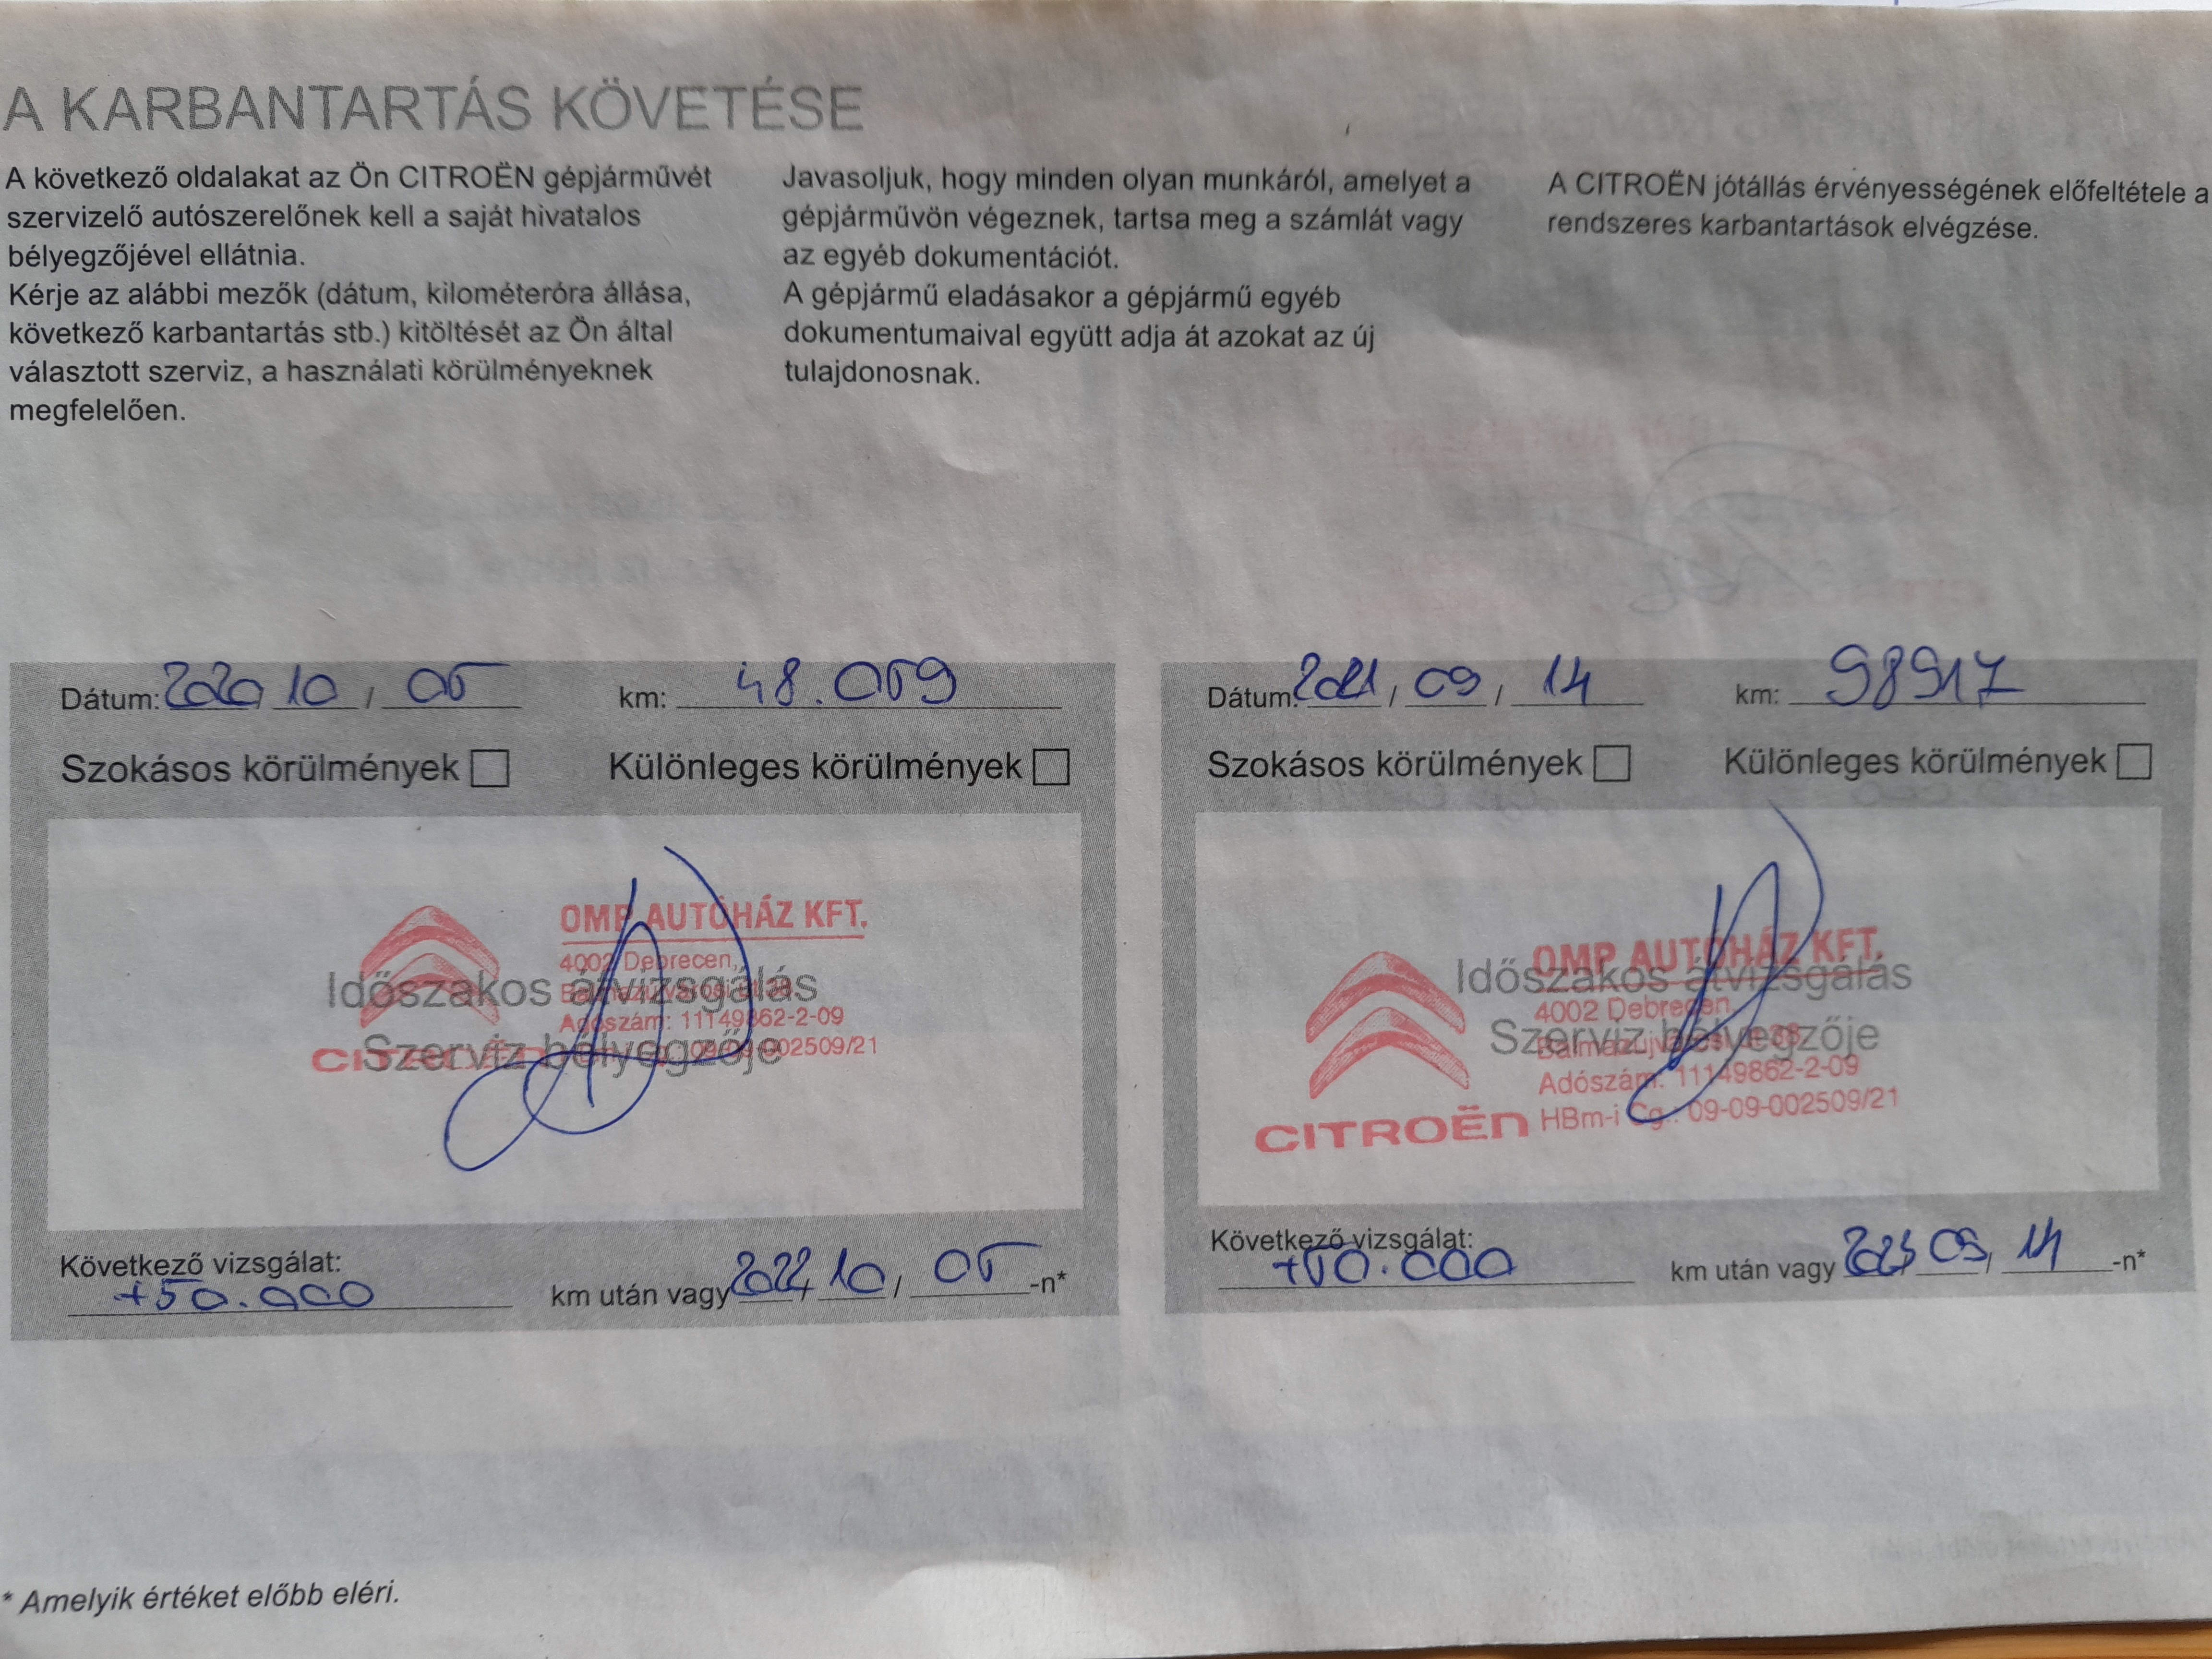 A KARBANTARTÁS KÖVETÉSE
A következő oldalakat az Ön CITROËN gépjárművét
szervizelő autószerelőnek kell a saját hivatalos
bélyegzőjével ellátnia.
Kérje az alábbi mezők (dátum, kilométeróra állása,
következő karbantartás stb.) kitöltését az Ön által
választott szerviz, a használati körülményeknek
megfelelően.
Javasoljuk, hogy minden olyan munkáról, amelyet a
gépjárművön végeznek, tartsa meg a számlát vagy
az egyéb dokumentációt.
A gépjármű eladásakor a gépjármű egyéb
dokumentumaival együtt adja át azokat az új
tulajdonosnak.
A CITROËN jótállás érvényességének előfeltétele a
rendszeres karbantartások elvégzése.
Dátum: 2020 10 / 05 km: 48.059
Szokásos körülmények Különleges körülmények
OMP AUTÓHÁZ KFT.
4002 Debrecen,
Időszakos átvizsgálás
Adószám: 11149862-2-09
Szerviz bélyegzője
CITROËN 09-09-002509/21
Következő vizsgálat:
+50.000 km után vagy 2022 / 10 / 05 -n*
Dátum: 2021 / 09 / 14 km: 98917
Szokásos körülmények Különleges körülmények
OMP AUTÓHÁZ KFT.
Időszakos átvizsgálás
4002 Debrecen
Szerviz bélyegzője
Adószám: 11149862-2-09
CITROËN HBm-i Cg.: 09-09-002509/21
Következő vizsgálat:
+50.000 km után vagy 2023 09 / 14 -n*
* Amelyik értéket előbb eléri.